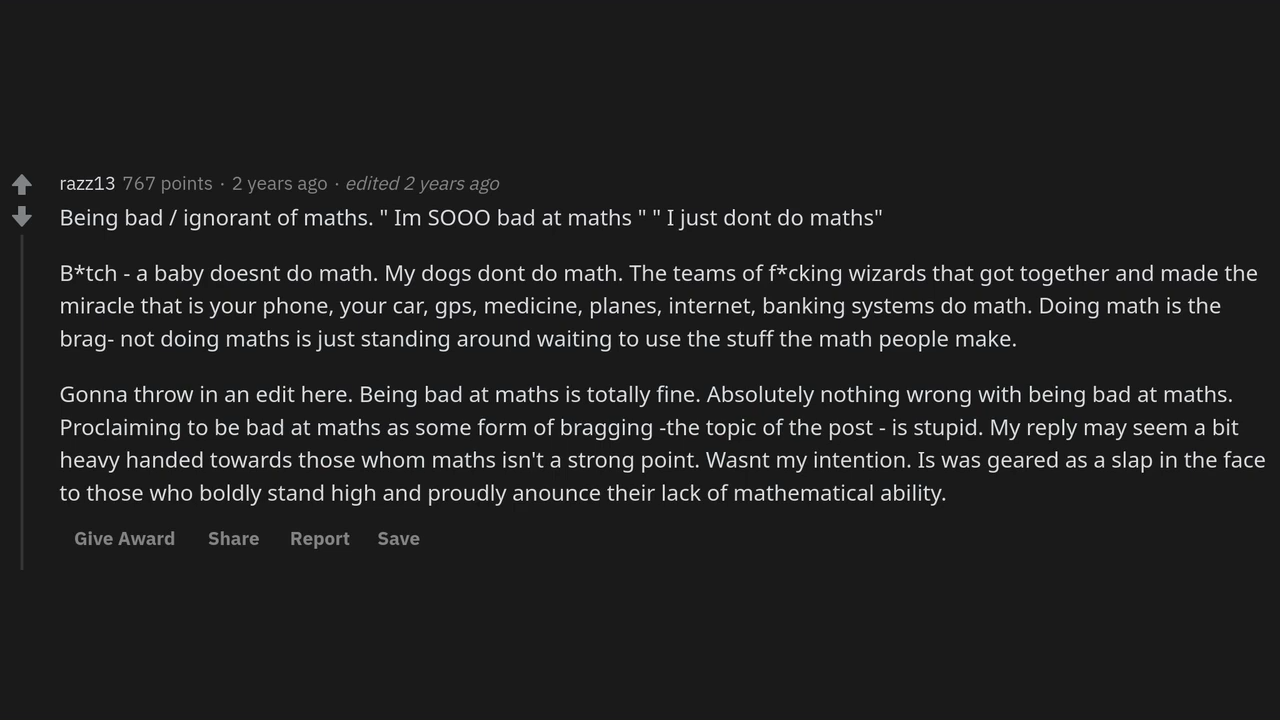 razz13 767 points · 2 years ago · edited 2 years ago
Being bad / ignorant of maths. " Im SOOO bad at maths " " I just dont do maths"
B*tch - a baby doesnt do math. My dogs dont do math. The teams of f*cking wizards that got together and made the
miracle that is your phone, your car, gps, medicine, planes, internet, banking systems do math. Doing math is the
brag- not doing maths is just standing around waiting to use the stuff the math people make.
Gonna throw in an edit here. Being bad at maths is totally fine. Absolutely nothing wrong with being bad at maths.
Proclaiming to be bad at maths as some form of bragging -the topic of the post - is stupid. My reply may seem a bit
heavy handed towards those whom maths isn't a strong point. Wasnt my intention. Is was geared as a slap in the face
to those who boldly stand high and proudly anounce their lack of mathematical ability.
Give Award Share Report Save